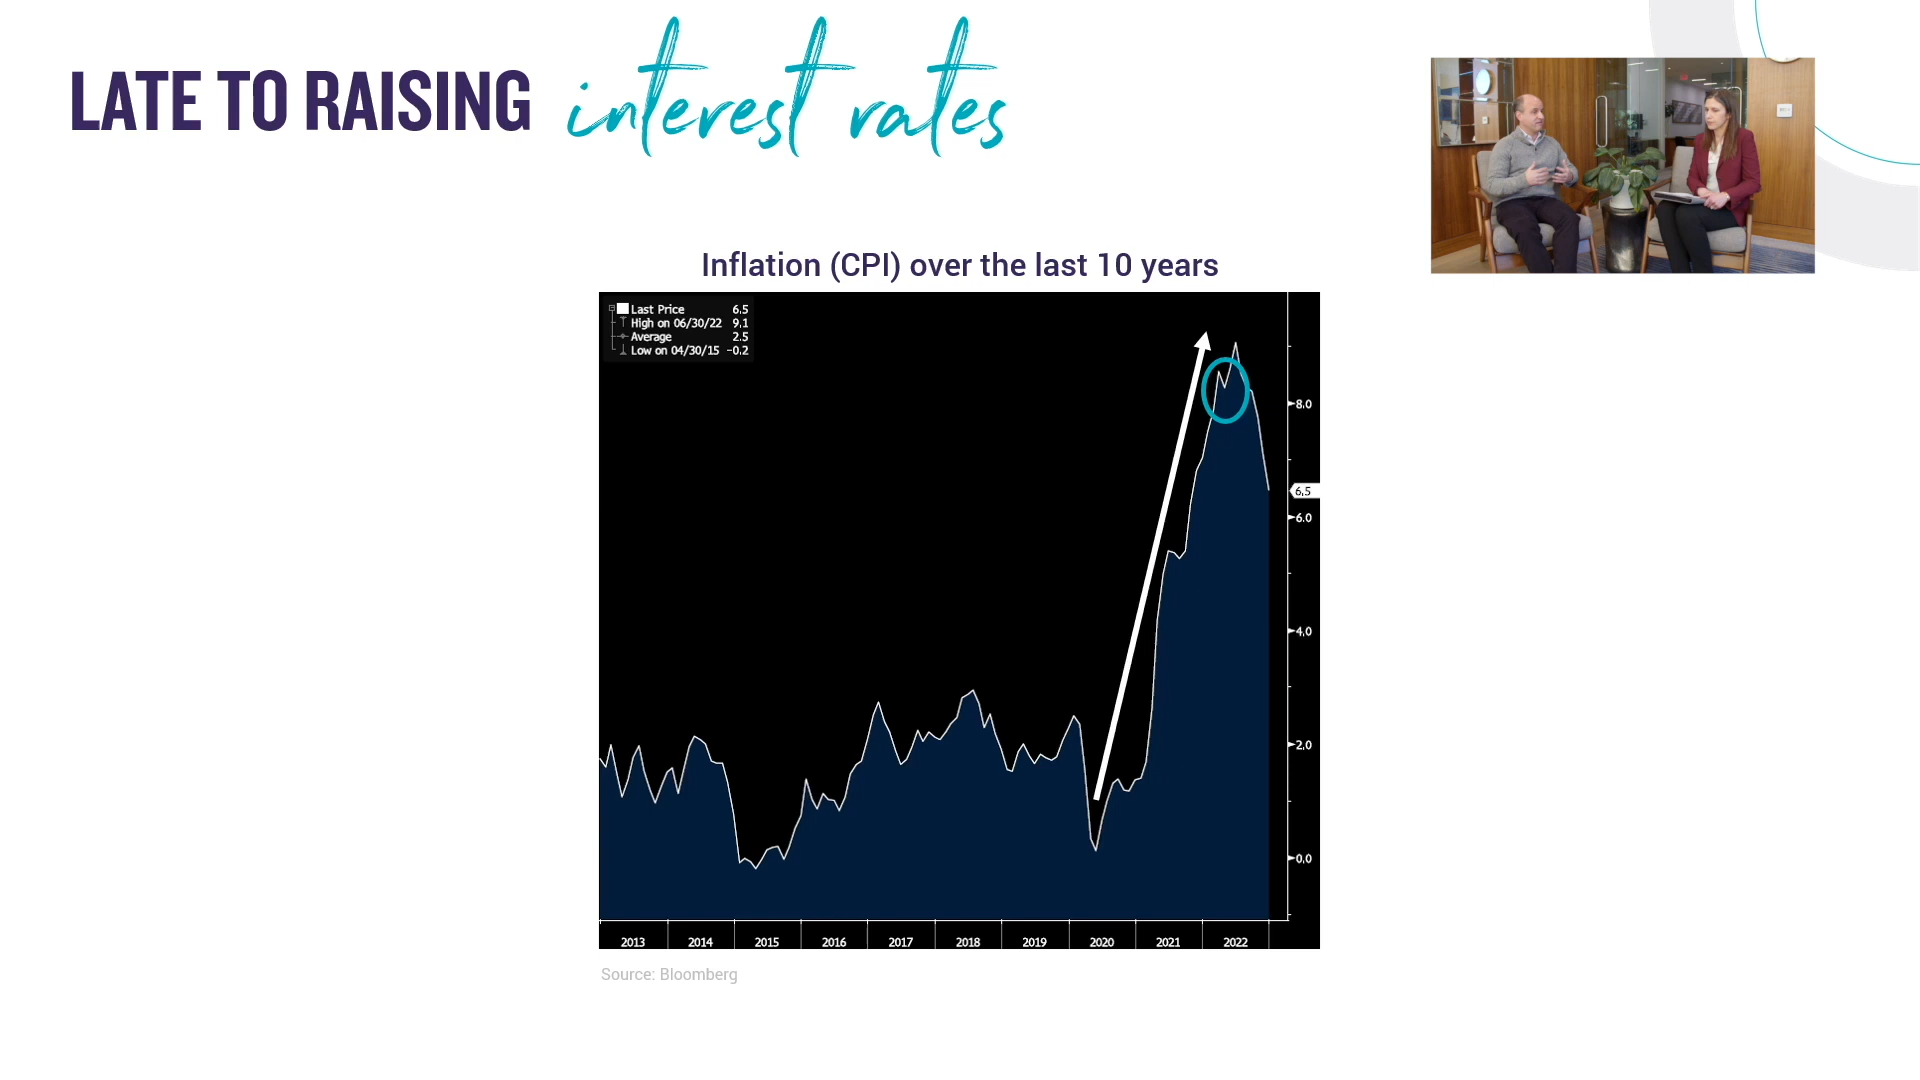 LATE TO RAISING interest rates
Inflation (CPI) over the last 10 years
Last Price 6.5
High on 06/30/22 9.1
Average 2.5
Low on 04/30/15 -0.2
8.0
6.5
6.0
4.0
2.0
0.0
2013 2014 2015 2016 2017 2018 2019 2020 2021 2022
Source: Bloomberg